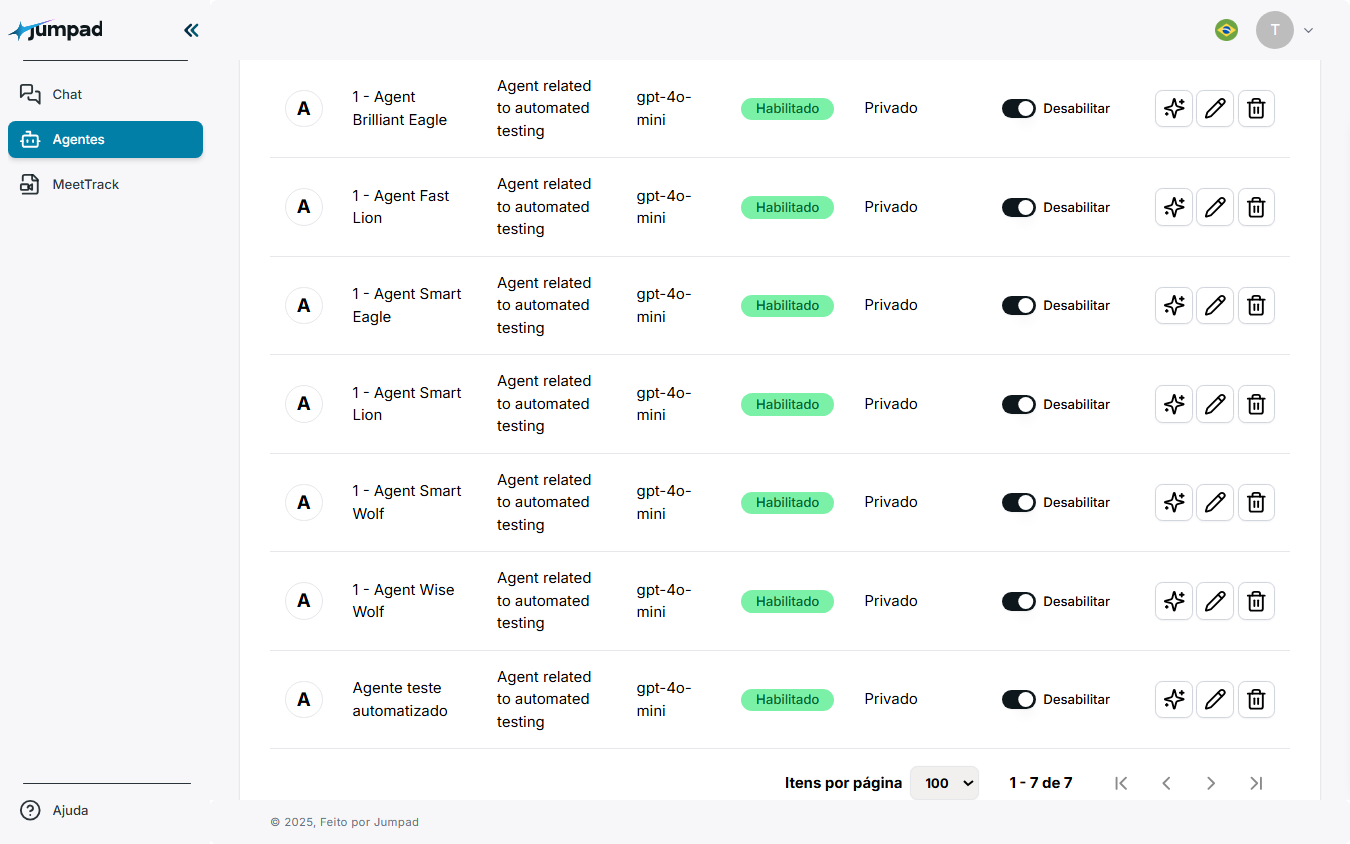 jumpad
T
Chat
Agentes
MeetTrack
A
1 - Agent
Brilliant Eagle
Agent related
to automated
testing
gpt-4o-
mini
Habilitado
Privado
Desabilitar
A
1 - Agent Fast
Lion
Agent related
to automated
testing
gpt-4o-
mini
Habilitado
Privado
Desabilitar
A
1 - Agent Smart
Eagle
Agent related
to automated
testing
gpt-4o-
mini
Habilitado
Privado
Desabilitar
A
1 - Agent Smart
Lion
Agent related
to automated
testing
gpt-4o-
mini
Habilitado
Privado
Desabilitar
A
1 - Agent Smart
Wolf
Agent related
to automated
testing
gpt-4o-
mini
Habilitado
Privado
Desabilitar
A
1 - Agent Wise
Wolf
Agent related
to automated
testing
gpt-4o-
mini
Habilitado
Privado
Desabilitar
A
Agente teste
automatizado
Agent related
to automated
testing
gpt-4o-
mini
Habilitado
Privado
Desabilitar
Itens por página 100 1 - 7 de 7
Ajuda
© 2025, Feito por Jumpad